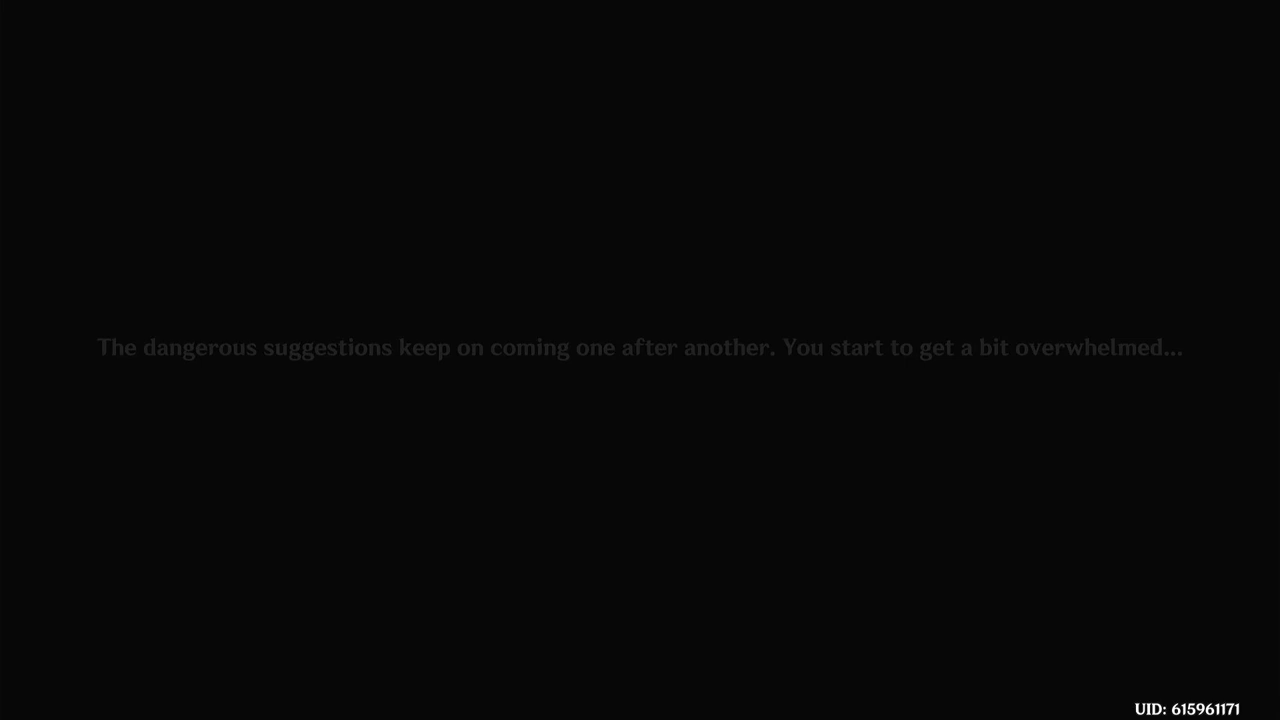 The dangerous suggestions keep on coming one after another. You start to get a bit overwhelmed...
UID: 615961171